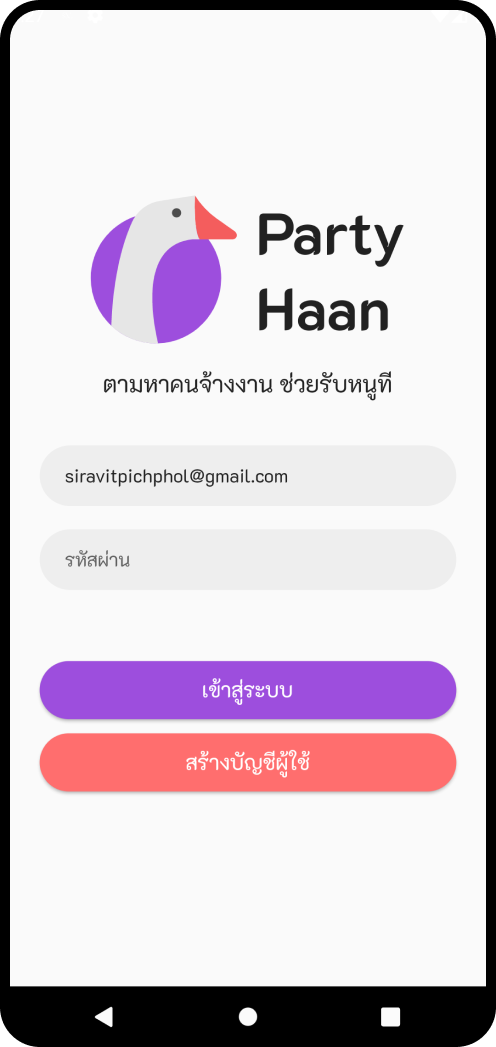 Party
Haan
ตามหาคนจ้างงาน ช่วยรับหนูที
siravitpichphol@gmail.com
รหัสผ่าน
เข้าสู่ระบบ
สร้างบัญชีผู้ใช้